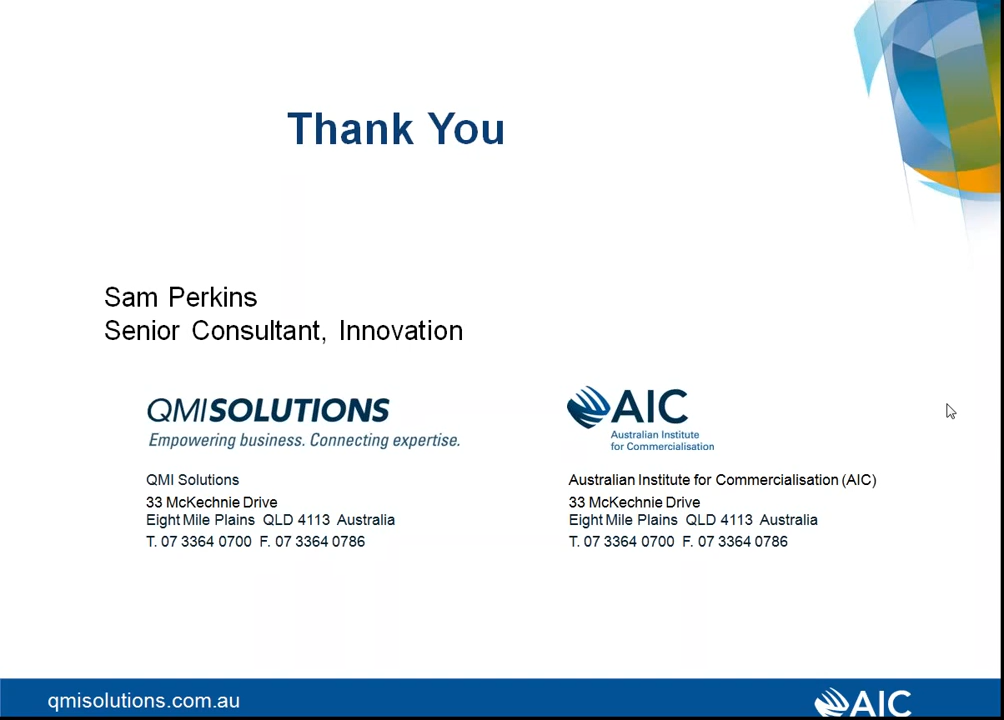 Thank You
Sam Perkins
Senior Consultant, Innovation
QMISOLUTIONS
Empowering business. Connecting expertise.
QMI Solutions
33 McKechnie Drive
Eight Mile Plains QLD 4113 Australia
T. 07 3364 0700 F. 07 3364 0786
AIC
Australian Institute
for Commercialisation
Australian Institute for Commercialisation (AIC)
33 McKechnie Drive
Eight Mile Plains QLD 4113 Australia
T. 07 3364 0700 F. 07 3364 0786
qmisolutions.com.au
AIC